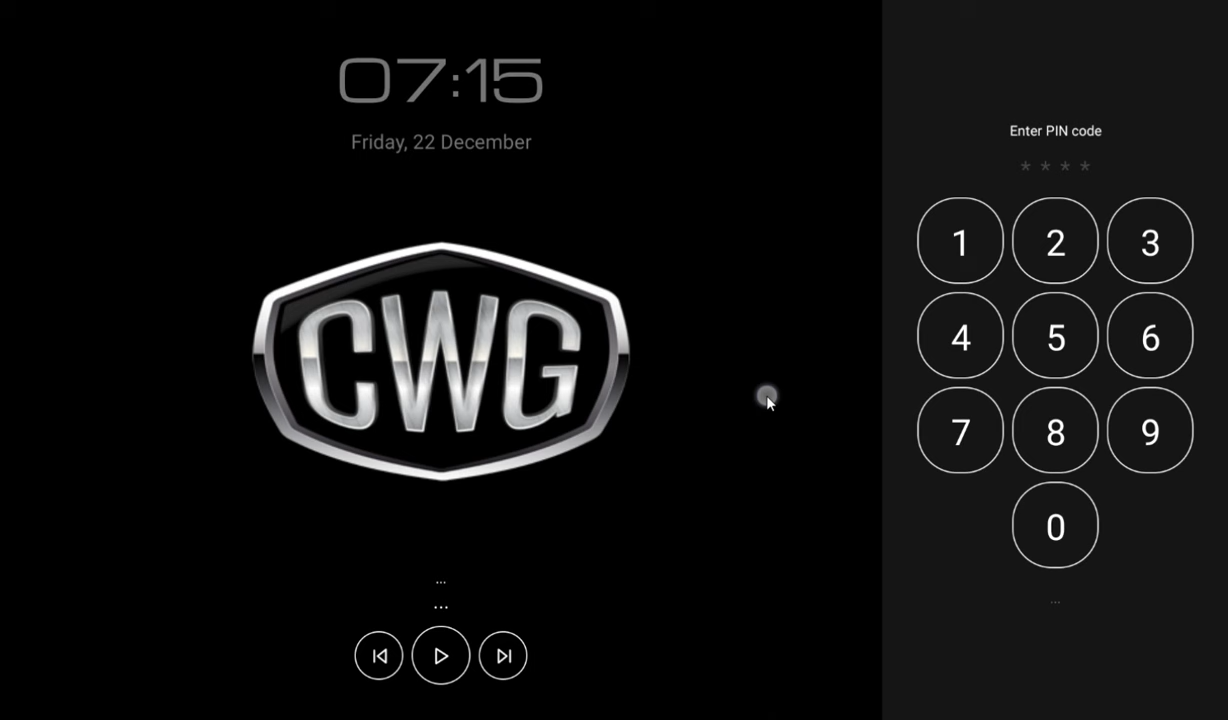 07:15
Friday, 22 December
CWG
...
...
Enter PIN code
* * * *
1 2 3
4 5 6
7 8 9
0
...